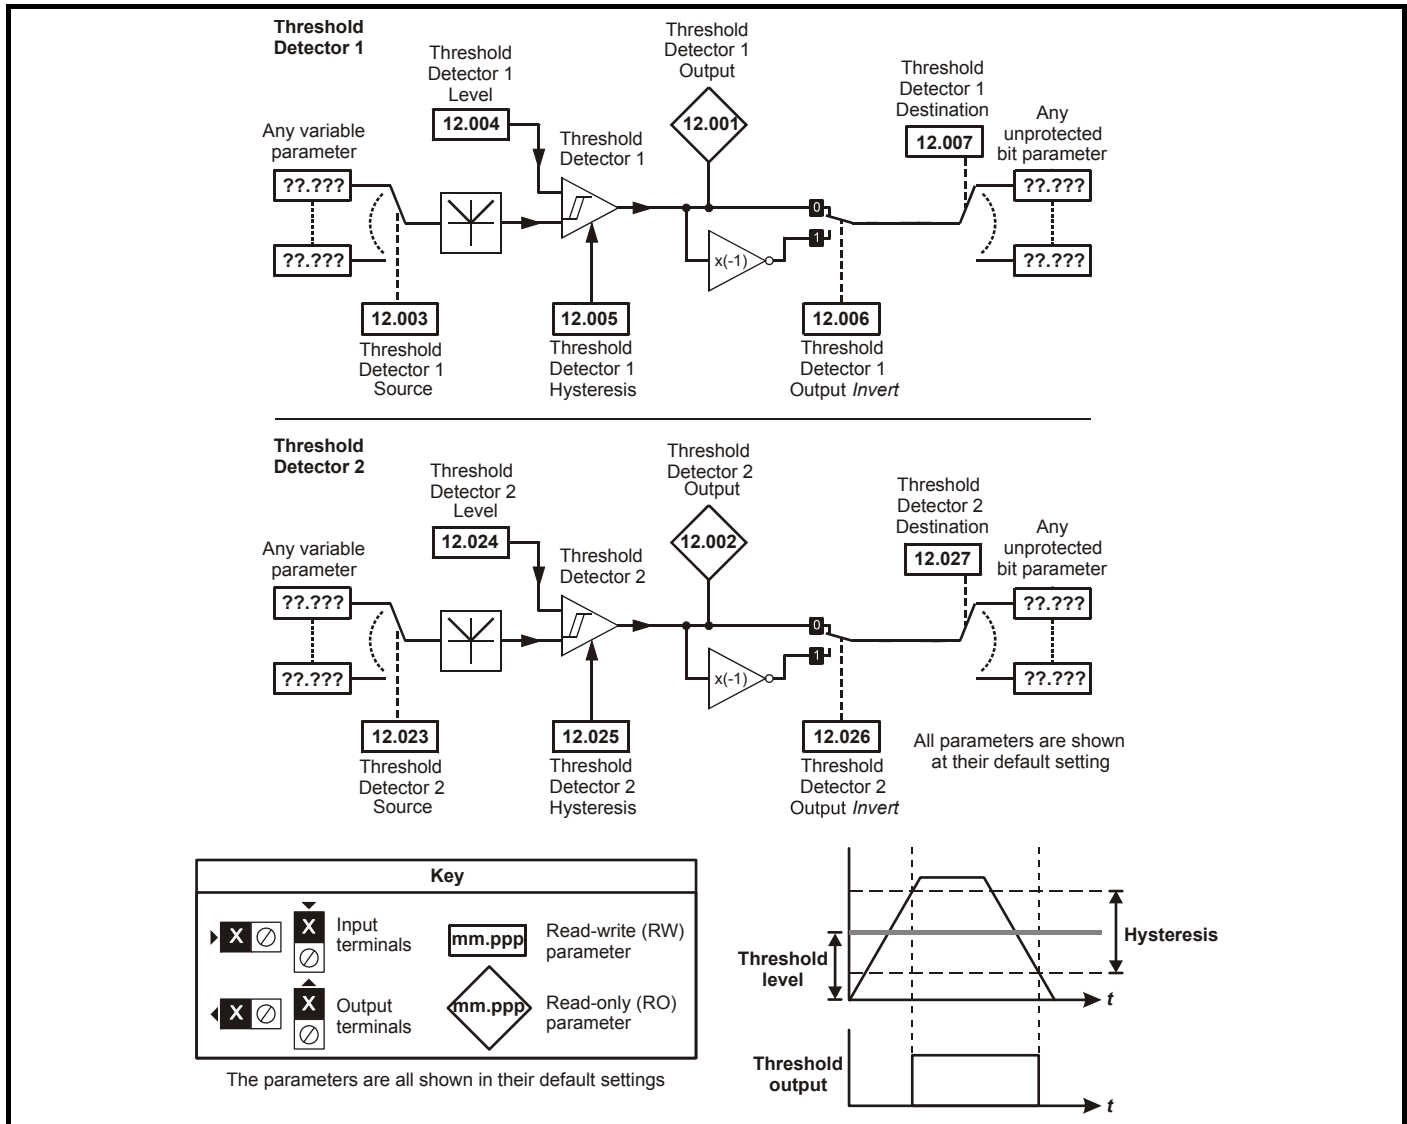 Threshold
Detector 1
Threshold
Detector 1
Level
12.004
Threshold
Detector 1
Output
12.001
Threshold
Detector 1
Destination
12.007
Any variable
parameter
??.???
??.???
Threshold
Detector 1
Any
unprotected
bit parameter
??.???
??.???
0
1
x(-1)
12.003
Threshold
Detector 1
Source
12.005
Threshold
Detector 1
Hysteresis
12.006
Threshold
Detector 1
Output Invert
Threshold
Detector 2
Threshold
Detector 2
Level
12.024
Threshold
Detector 2
Output
12.002
Threshold
Detector 2
Destination
12.027
Any variable
parameter
??.???
??.???
Threshold
Detector 2
Any
unprotected
bit parameter
??.???
??.???
0
1
x(-1)
12.023
Threshold
Detector 2
Source
12.025
Threshold
Detector 2
Hysteresis
12.026
Threshold
Detector 2
Output Invert
All parameters are shown
at their default setting
Key
X
X
Input
terminals
mm.ppp
Read-write (RW)
parameter
X
X
Output
terminals
mm.ppp
Read-only (RO)
parameter
The parameters are all shown in their default settings
Threshold
level
Hysteresis
t
Threshold
output
t